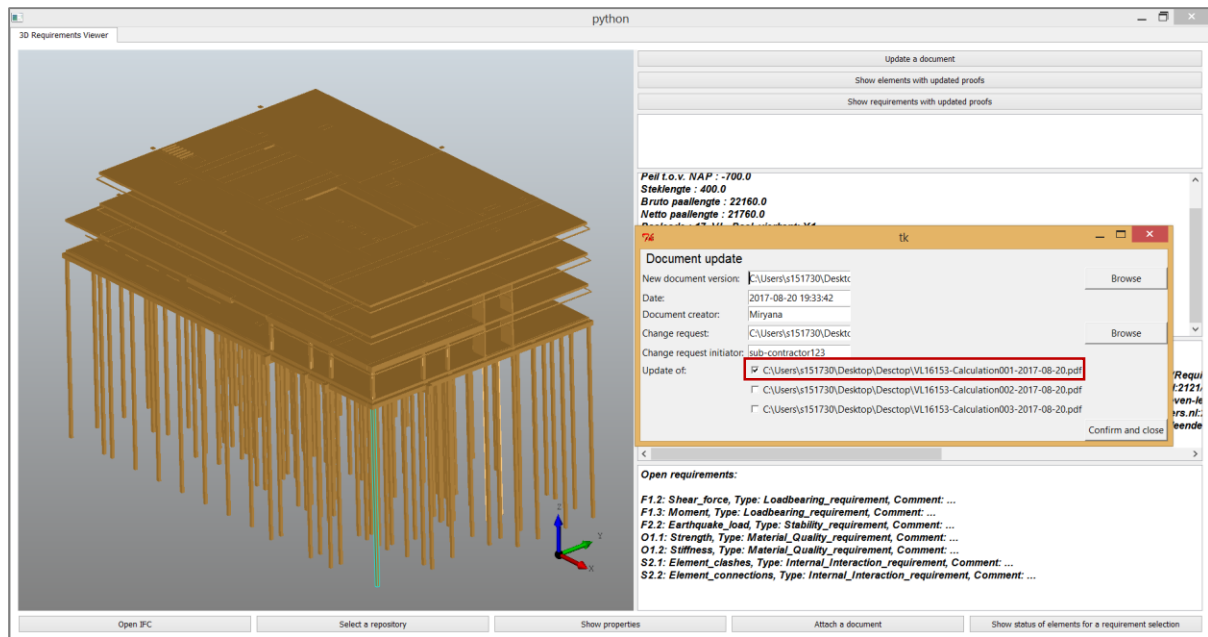 python
3D Requirements Viewer
Update a document
Show elements with updated proofs
Show requirements with updated proofs
Peil t.o.v. NAP : -700.0
Steklengte : 400.0
Bruto paallengte : 22160.0
Netto paallengte : 21760.0
tk
Document update
New document version: C:\Users\s151730\Deskto
Browse
Date: 2017-08-20 19:33:42
Document creator: Miryana
Change request: C:\Users\s151730\Deskto
Browse
Change request initiator: sub-contractor123
Update of: C:\Users\s151730\Desktop\Desctop\VL16153-Calculation001-2017-08-20.pdf
C:\Users\s151730\Desktop\Desctop\VL16153-Calculation002-2017-08-20.pdf
C:\Users\s151730\Desktop\Desctop\VL16153-Calculation003-2017-08-20.pdf
Confirm and close
Open requirements:
F1.2: Shear_force, Type: Loadbearing_requirement, Comment: ...
F1.3: Moment, Type: Loadbearing_requirement, Comment: ...
F2.2: Earthquake_load, Type: Stability_requirement, Comment: ...
O1.1: Strength, Type: Material_Quality_requirement, Comment: ...
O1.2: Stiffness, Type: Material_Quality_requirement, Comment: ...
S2.1: Element_clashes, Type: Internal_Interaction_requirement, Comment: ...
S2.2: Element_connections, Type: Internal_Interaction_requirement, Comment: ...
Z
Y
X
Open IFC
Select a repository
Show properties
Attach a document
Show status of elements for a requirement selection